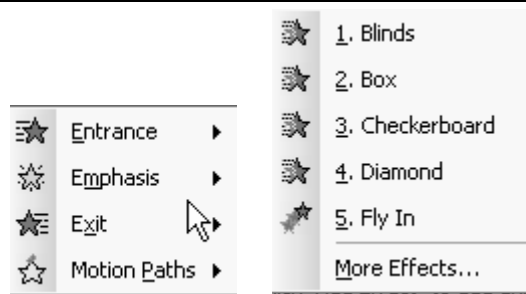 Entrance
Emphasis
Exit
Motion Paths
1. Blinds
2. Box
3. Checkerboard
4. Diamond
5. Fly In
More Effects...